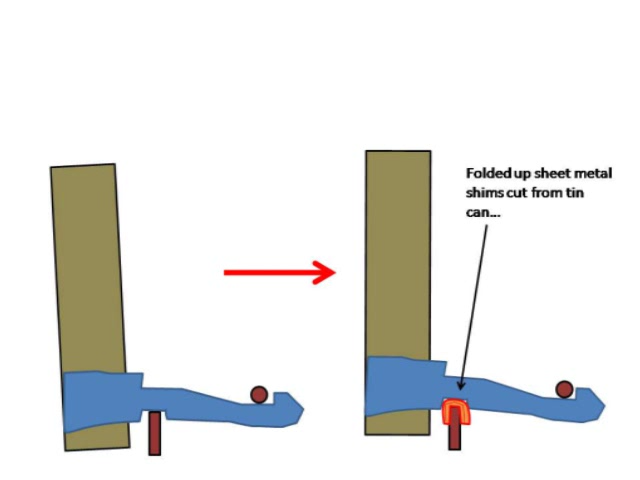 Folded up sheet metal
shims cut from tin
can...